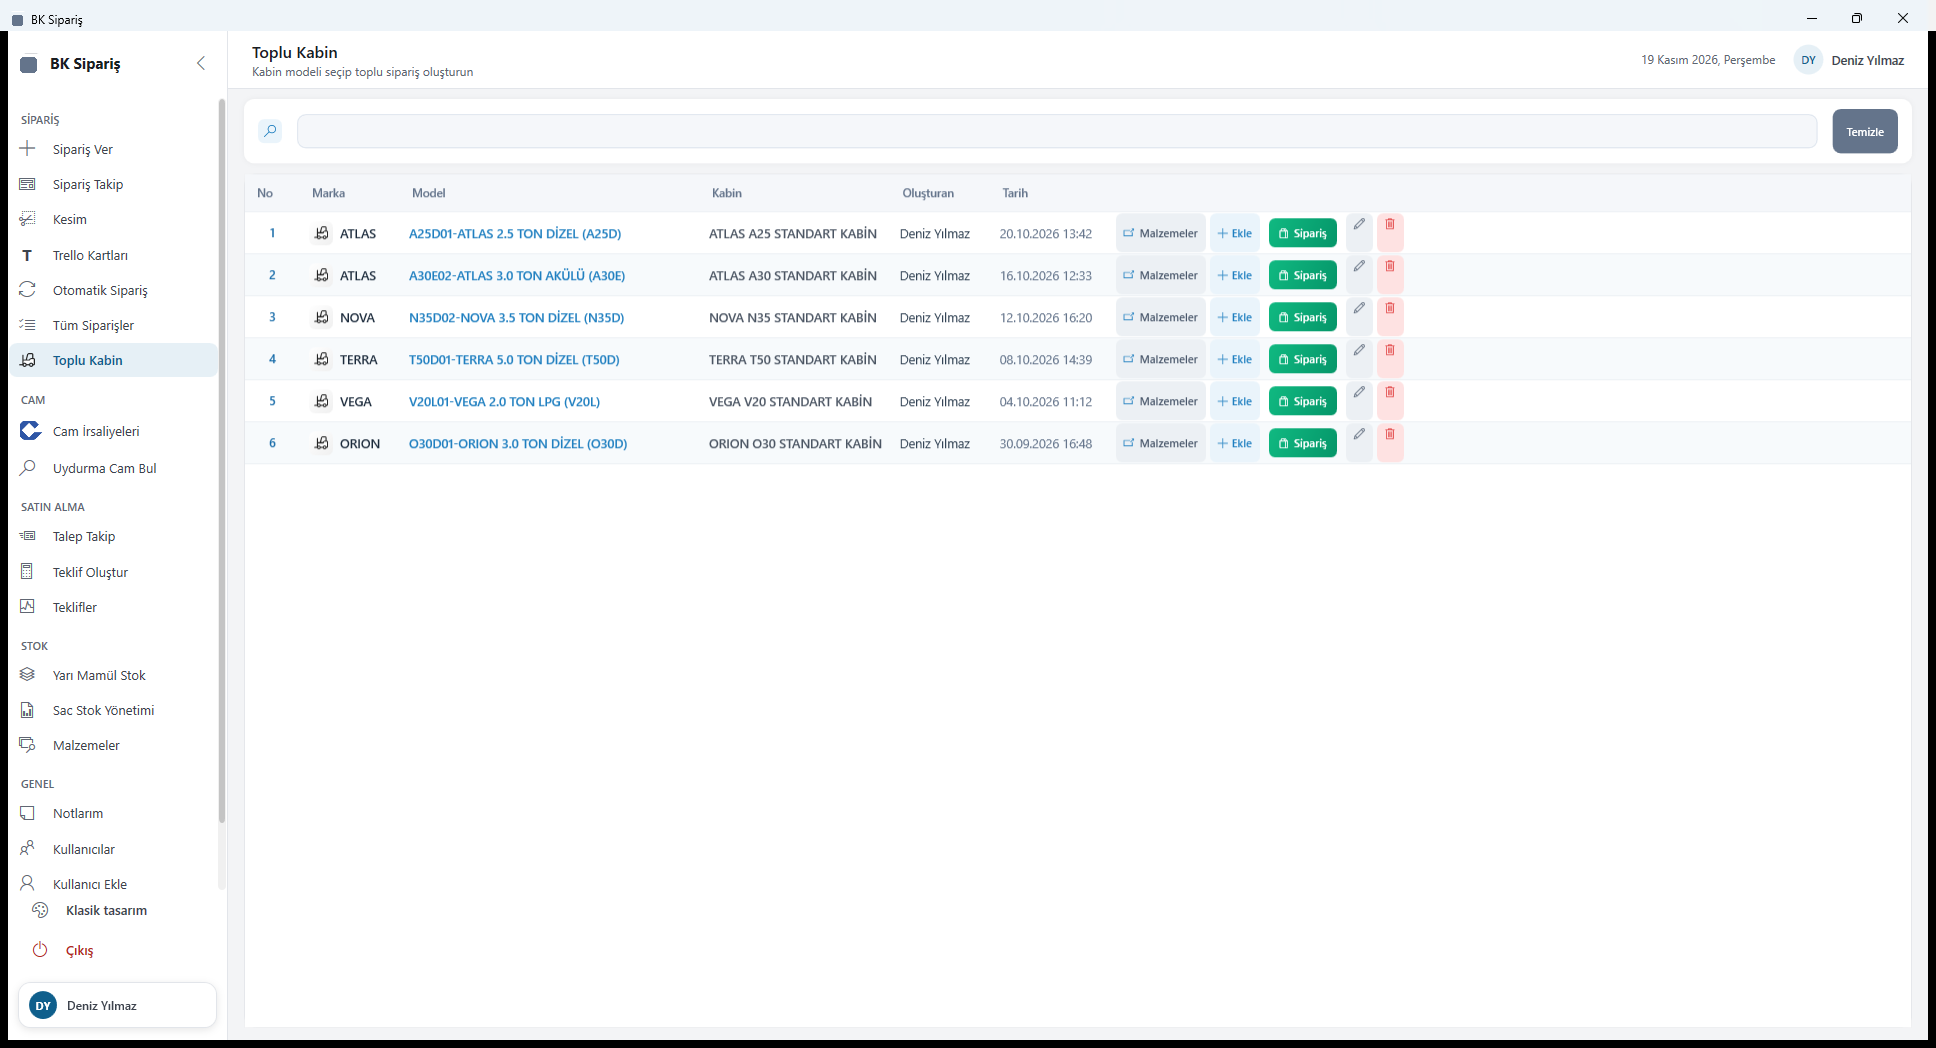 BK Sipariş
BK Sipariş
SİPARİŞ
Sipariş Ver
Sipariş Takip
Kesim
Trello Kartları
Otomatik Sipariş
Tüm Siparişler
Toplu Kabin
CAM
Cam İrsaliyeleri
Uydurma Cam Bul
SATIN ALMA
Talep Takip
Teklif Oluştur
Teklifler
STOK
Yarı Mamül Stok
Sac Stok Yönetimi
Malzemeler
GENEL
Notlarım
Kullanıcılar
Kullanıcı Ekle
Klasik tasarım
Çıkış
DY Deniz Yılmaz
Toplu Kabin
Kabin modeli seçip toplu sipariş oluşturun
19 Kasım 2026, Perşembe DY Deniz Yılmaz
Temizle
No Marka Model Kabin Oluşturan Tarih
1 ATLAS A25D01-ATLAS 2.5 TON DİZEL (A25D) ATLAS A25 STANDART KABİN Deniz Yılmaz 20.10.2026 13:42 Malzemeler Ekle Sipariş
2 ATLAS A30E02-ATLAS 3.0 TON AKÜLÜ (A30E) ATLAS A30 STANDART KABİN Deniz Yılmaz 16.10.2026 12:33 Malzemeler Ekle Sipariş
3 NOVA N35D02-NOVA 3.5 TON DİZEL (N35D) NOVA N35 STANDART KABİN Deniz Yılmaz 12.10.2026 16:20 Malzemeler Ekle Sipariş
4 TERRA T50D01-TERRA 5.0 TON DİZEL (T50D) TERRA T50 STANDART KABİN Deniz Yılmaz 08.10.2026 14:39 Malzemeler Ekle Sipariş
5 VEGA V20L01-VEGA 2.0 TON LPG (V20L) VEGA V20 STANDART KABİN Deniz Yılmaz 04.10.2026 11:12 Malzemeler Ekle Sipariş
6 ORION O30D01-ORION 3.0 TON DİZEL (O30D) ORION O30 STANDART KABİN Deniz Yılmaz 30.09.2026 16:48 Malzemeler Ekle Sipariş